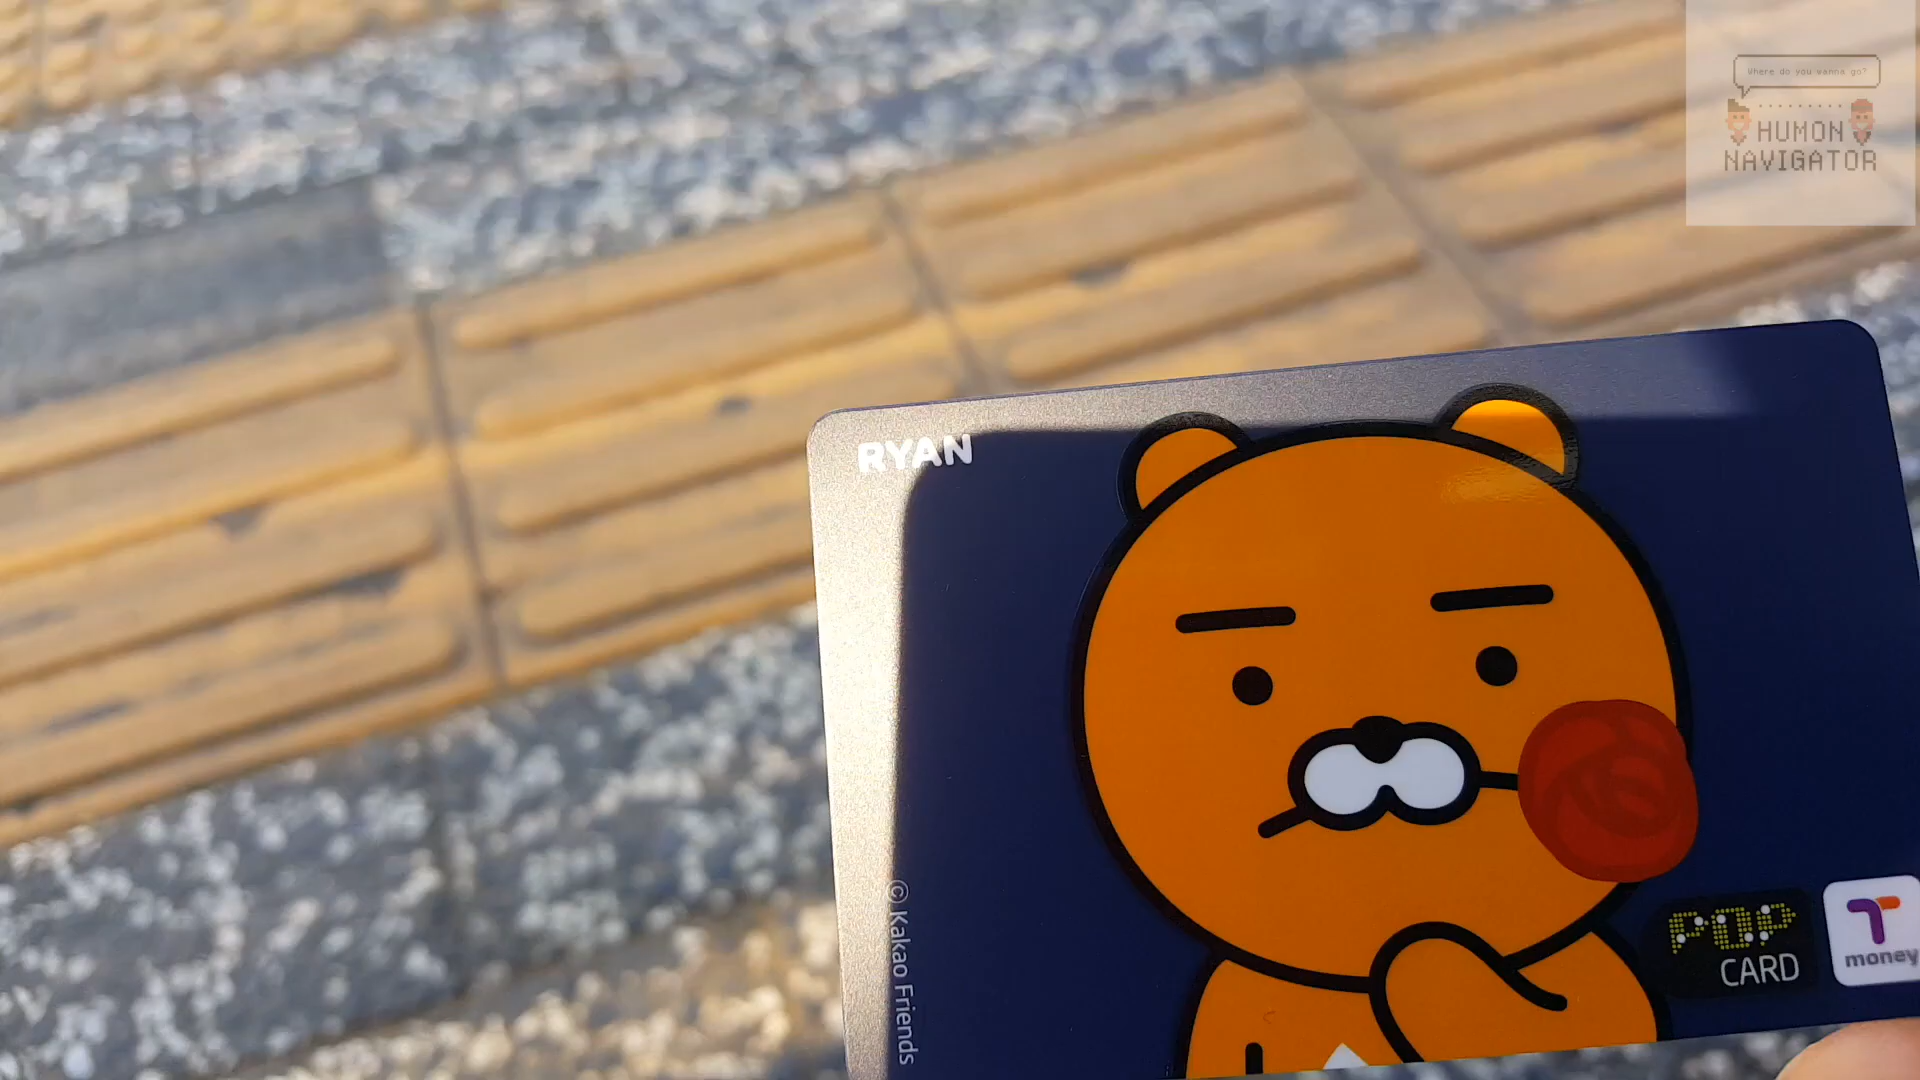 Where do you wanna go?
HUMON
NAVIGATOR
RYAN
© Kakao Friends
POP
CARD
T
money